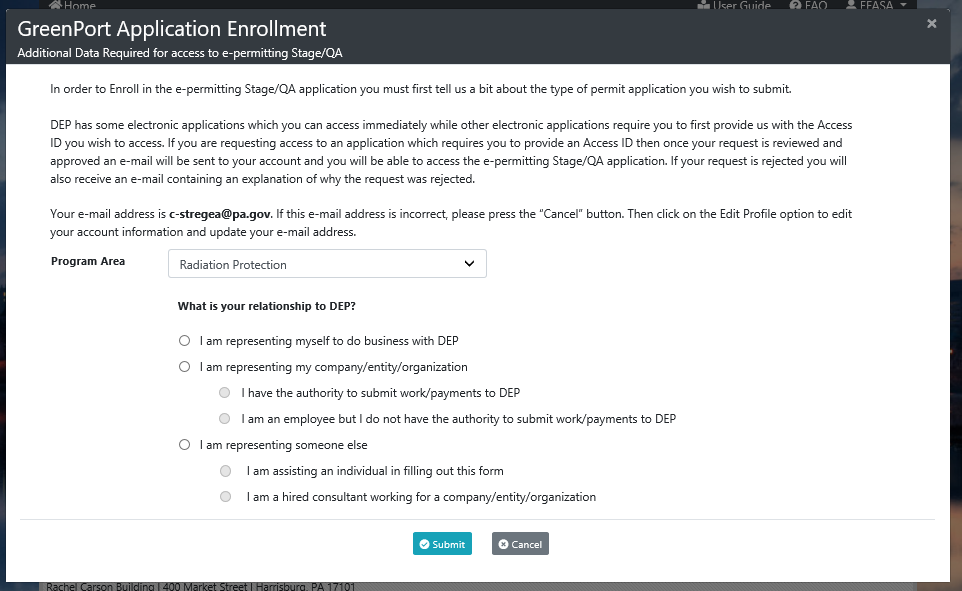 Home
User Guide
FAQ
EFASA
GreenPort Application Enrollment
Additional Data Required for access to e-permitting Stage/QA
In order to Enroll in the e-permitting Stage/QA application you must first tell us a bit about the type of permit application you wish to submit.
DEP has some electronic applications which you can access immediately while other electronic applications require you to first provide us with the Access
ID you wish to access. If you are requesting access to an application which requires you to provide an Access ID then once your request is reviewed and
approved an e-mail will be sent to your account and you will be able to access the e-permitting Stage/QA application. If your request is rejected you will
also receive an e-mail containing an explanation of why the request was rejected.
Your e-mail address is c-stregea@pa.gov. If this e-mail address is incorrect, please press the “Cancel” button. Then click on the Edit Profile option to edit
your account information and update your e-mail address.
Program Area
Radiation Protection
What is your relationship to DEP?
I am representing myself to do business with DEP
I am representing my company/entity/organization
I have the authority to submit work/payments to DEP
I am an employee but I do not have the authority to submit work/payments to DEP
I am representing someone else
I am assisting an individual in filling out this form
I am a hired consultant working for a company/entity/organization
Submit
Cancel
Rachel Carson Building | 400 Market Street | Harrisburg, PA 17101